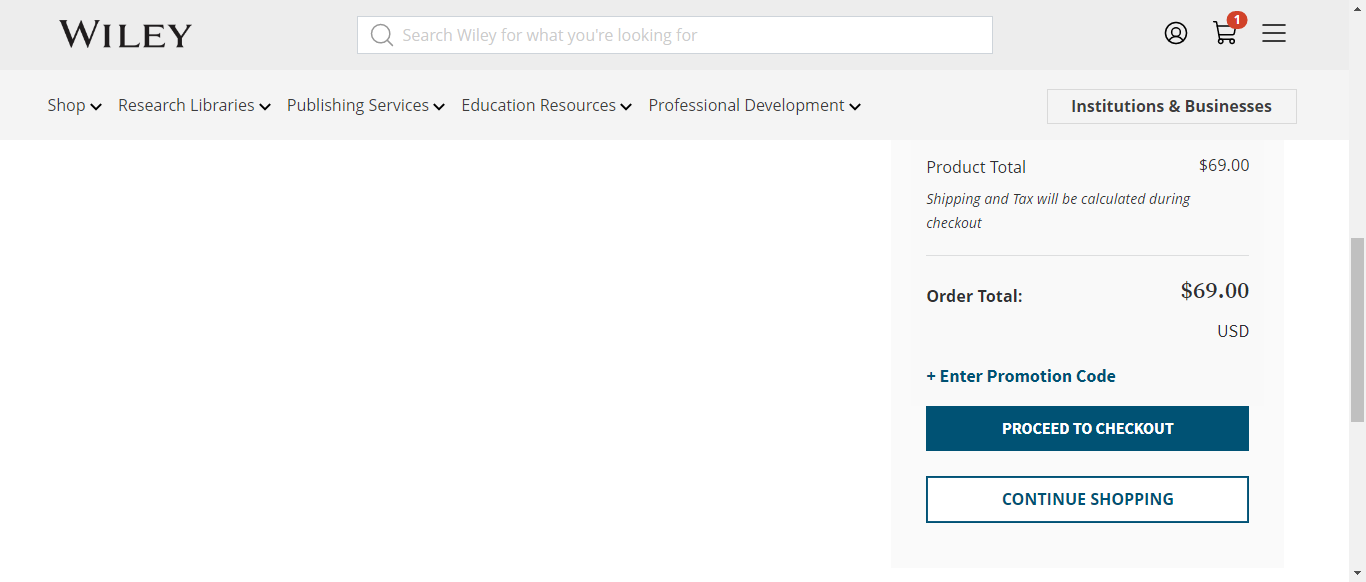 WILEY
Search Wiley for what you're looking for
1
Shop
Research Libraries
Publishing Services
Education Resources
Professional Development
Institutions & Businesses
Product Total $69.00
Shipping and Tax will be calculated during
checkout
Order Total: $69.00
USD
+ Enter Promotion Code
PROCEED TO CHECKOUT
CONTINUE SHOPPING